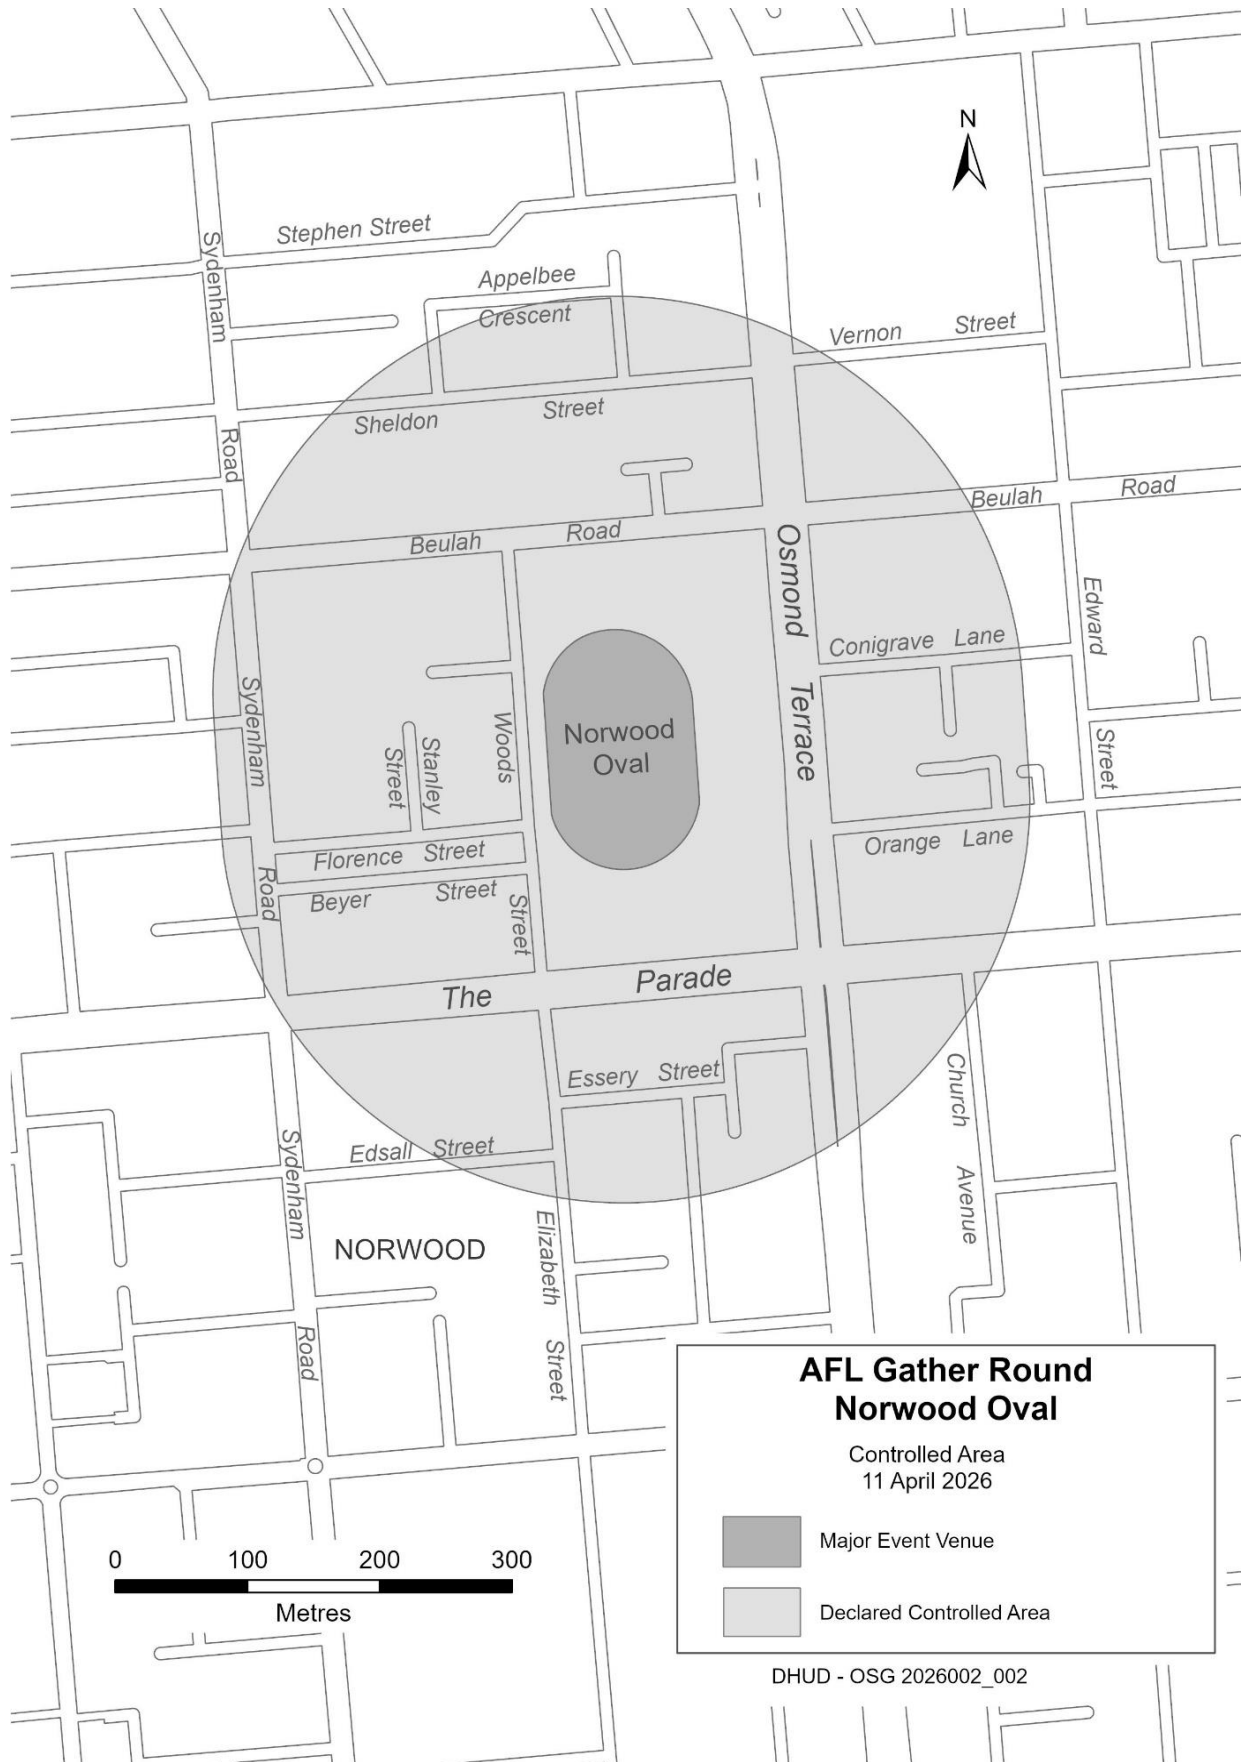 N
Stephen Street
Sydenham
Appelbee
Crescent
Vernon Street
Sheldon Street
Road
Beulah Road
Beulah Road
Osmond
Terrace
Edward
Street
Conigrave Lane
Sydenham
Road
Woods
Street
Stanley
Street
Norwood
Oval
Florence Street
Orange Lane
Beyer Street
The Parade
Essery Street
Church
Avenue
Edsall Street
Sydenham
Road
Elizabeth
Street
NORWOOD
AFL Gather Round
Norwood Oval
Controlled Area
11 April 2026
Major Event Venue
Declared Controlled Area
0 100 200 300
Metres
DHUD - OSG 2026002_002